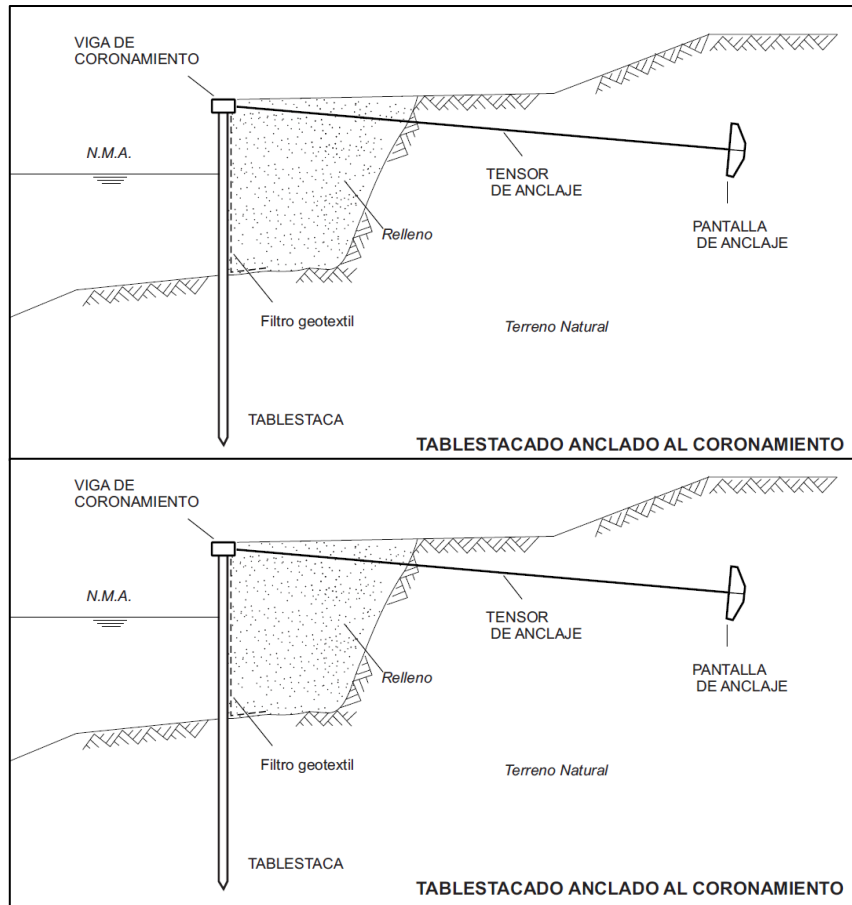 VIGA DE
CORONAMIENTO
N.M.A.
TENSOR
DE ANCLAJE
PANTALLA
DE ANCLAJE
Relleno
Filtro geotextil
Terreno Natural
TABLESTACA
TABLESTACADO ANCLADO AL CORONAMIENTO
VIGA DE
CORONAMIENTO
N.M.A.
TENSOR
DE ANCLAJE
PANTALLA
DE ANCLAJE
Relleno
Filtro geotextil
Terreno Natural
TABLESTACA
TABLESTACADO ANCLADO AL CORONAMIENTO